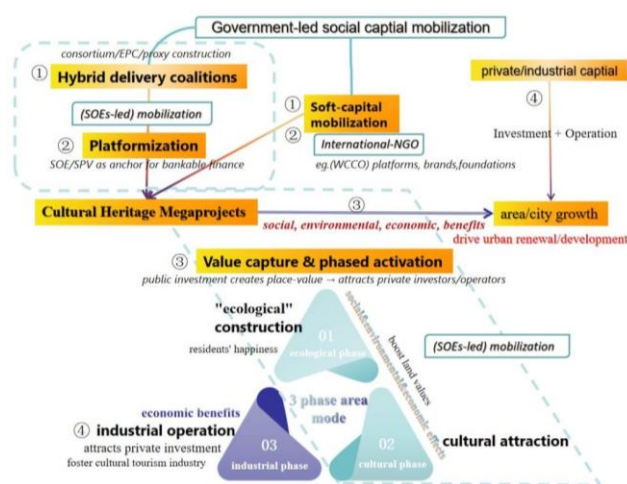 Government-led social captial mobilization
consortium/EPC/proxy construction
① Hybrid delivery coalitions
private/industrial captial
④
(SOEs-led) mobilization
① Soft-capital
② mobilization
Investment + Operation
② Platformization
International-NGO
SOE/SPV as anchor for bankable finance
eg.(WCCO) platforms, brands,foundations
Cultural Heritage Megaprojects
③
area/city growth
social, environmental, economic, benefits
drive urban renewal/development
③ Value capture & phased activation
public investment creates place-value → attracts private investors/operators
"ecological"
construction
residents' happiness
01
ecological phase
social&environmental&economic effects
boost land values
(SOEs-led) mobilization
3 phase area
mode
economic benefits
④ industrial operation
attracts private investment
foster cultural tourism industry
03
industrial phase
02
cultural phase
cultural attraction